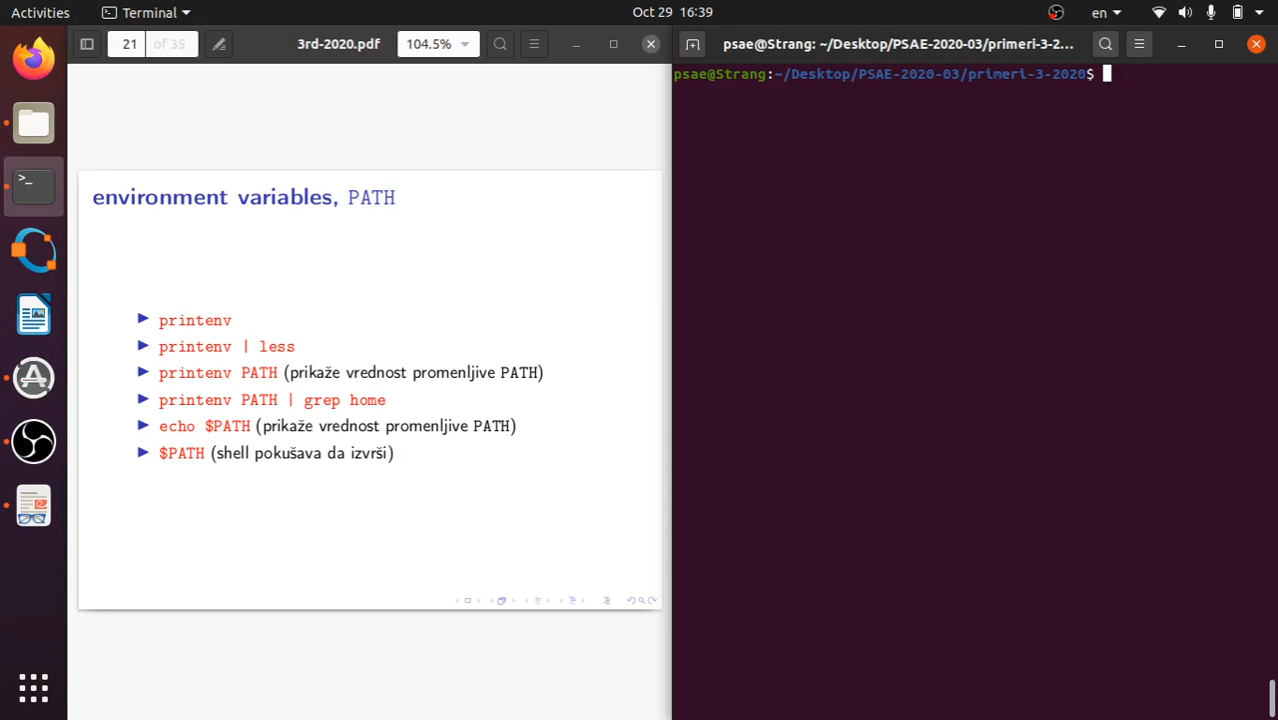 Activities Terminal Oct 29 16:39 en
21 of 35 3rd-2020.pdf 104.5% psae@Strang: ~/Desktop/PSAE-2020-03/primeri-3-2...
psae@Strang:~/Desktop/PSAE-2020-03/primeri-3-2020$
environment variables, PATH
printenv
printenv | less
printenv PATH (prikaže vrednost promenljive PATH)
printenv PATH | grep home
echo $PATH (prikaže vrednost promenljive PATH)
$PATH (shell pokušava da izvrši)